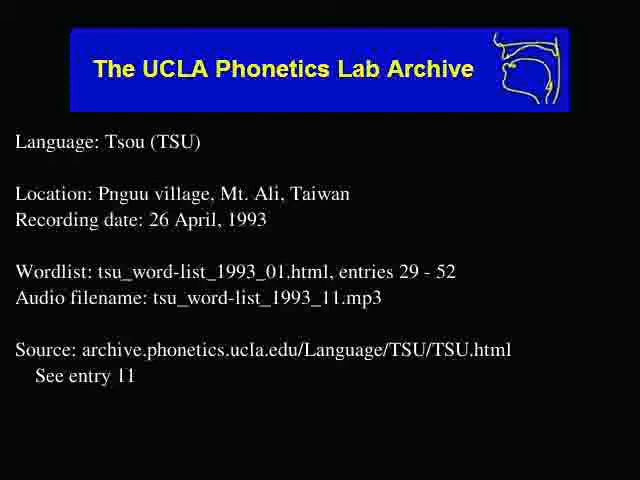 The UCLA Phonetics Lab Archive
Language: Tsou (TSU)
Location: Pnguu village, Mt. Ali, Taiwan
Recording date: 26 April, 1993
Wordlist: tsu_word-list_1993_01.html, entries 29 - 52
Audio filename: tsu_word-list_1993_11.mp3
Source: archive.phonetics.ucla.edu/Language/TSU/TSU.html
See entry 11